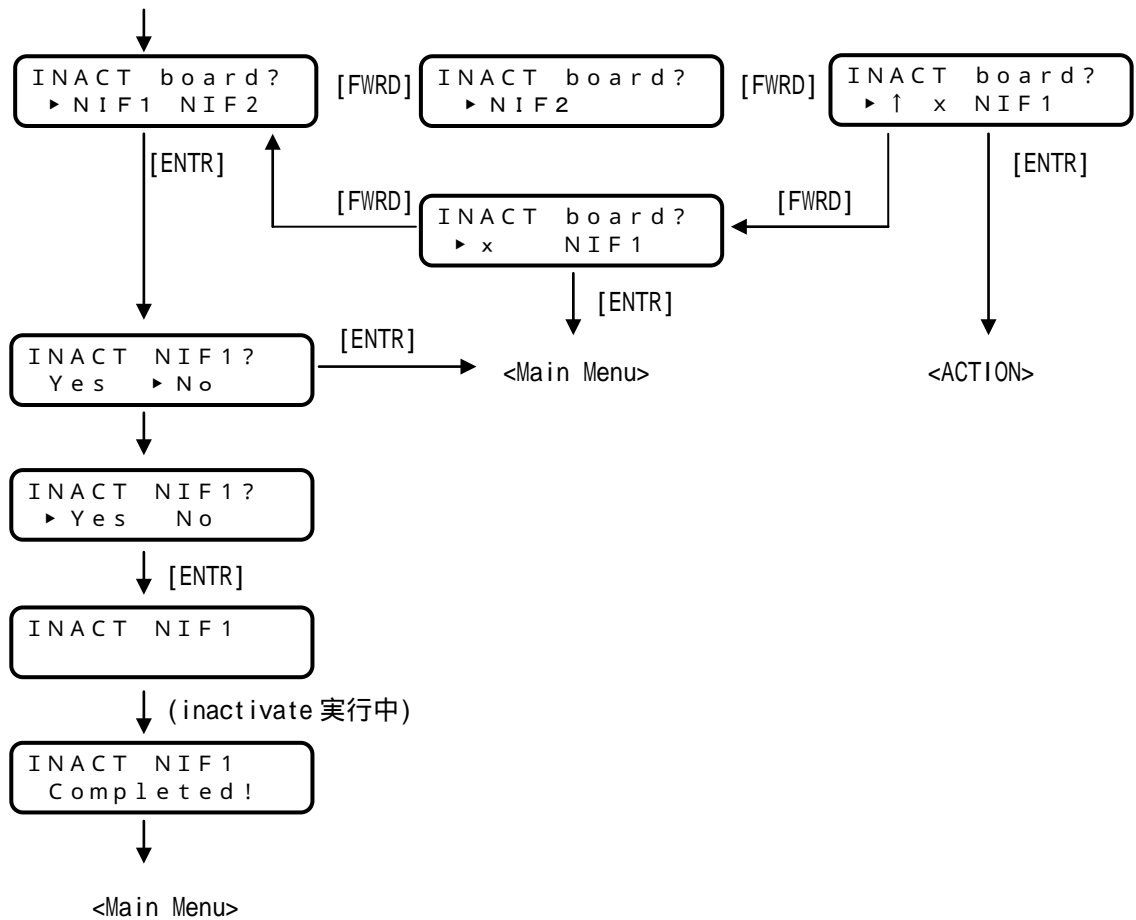 INACT board?
▶NIF1 NIF2
[FWRD]
INACT board?
▶NIF2
[FWRD]
INACT board?
▶↑ x NIF1
[ENTR]
[ENTR]
[FWRD]
INACT board?
▶x NIF1
[FWRD]
[ENTR]
INACT NIF1?
Yes ▶No
[ENTR]
<Main Menu>
<ACTION>
INACT NIF1?
▶Yes No
[ENTR]
INACT NIF1
(inactivate 実行中)
INACT NIF1
Completed!
<Main Menu>